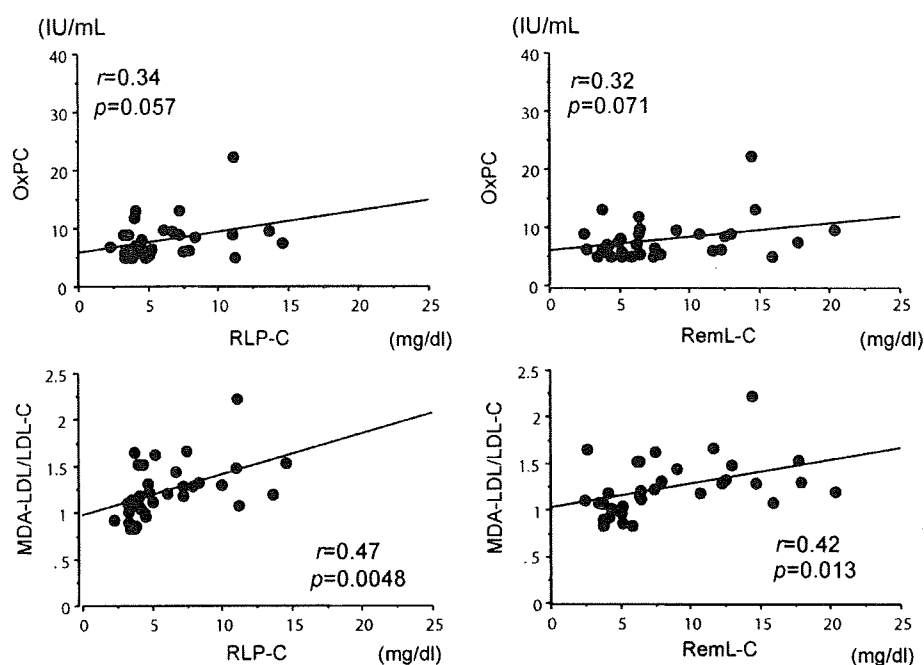 (IU/mL
40
30
20
10
0
OxPC
r=0.34
p=0.057
0 5 10 15 20 25
RLP-C (mg/dl)
(IU/mL
40
30
20
10
0
OxPC
r=0.32
p=0.071
0 5 10 15 20 25
RemL-C (mg/dl)
2.5
2
1.5
1
.5
0
MDA-LDL/LDL-C
r=0.47
p=0.0048
0 5 10 15 20 25
RLP-C (mg/dl)
2.5
2
1.5
1
.5
0
MDA-LDL/LDL-C
r=0.42
p=0.013
0 5 10 15 20 25
RemL-C (mg/dl)